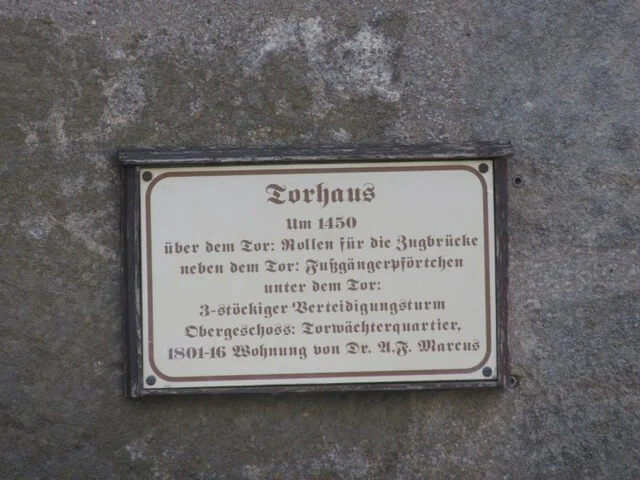 Torhaus
Um 1450
über dem Tor: Rollen für die Zugbrücke
neben dem Tor: Fußgängerpförtchen
unter dem Tor:
3-stöckiger Verteidigungsturm
Obergeschoss: Torwächterquartier,
1801-16 Wohnung von Dr. A.F. Marcus